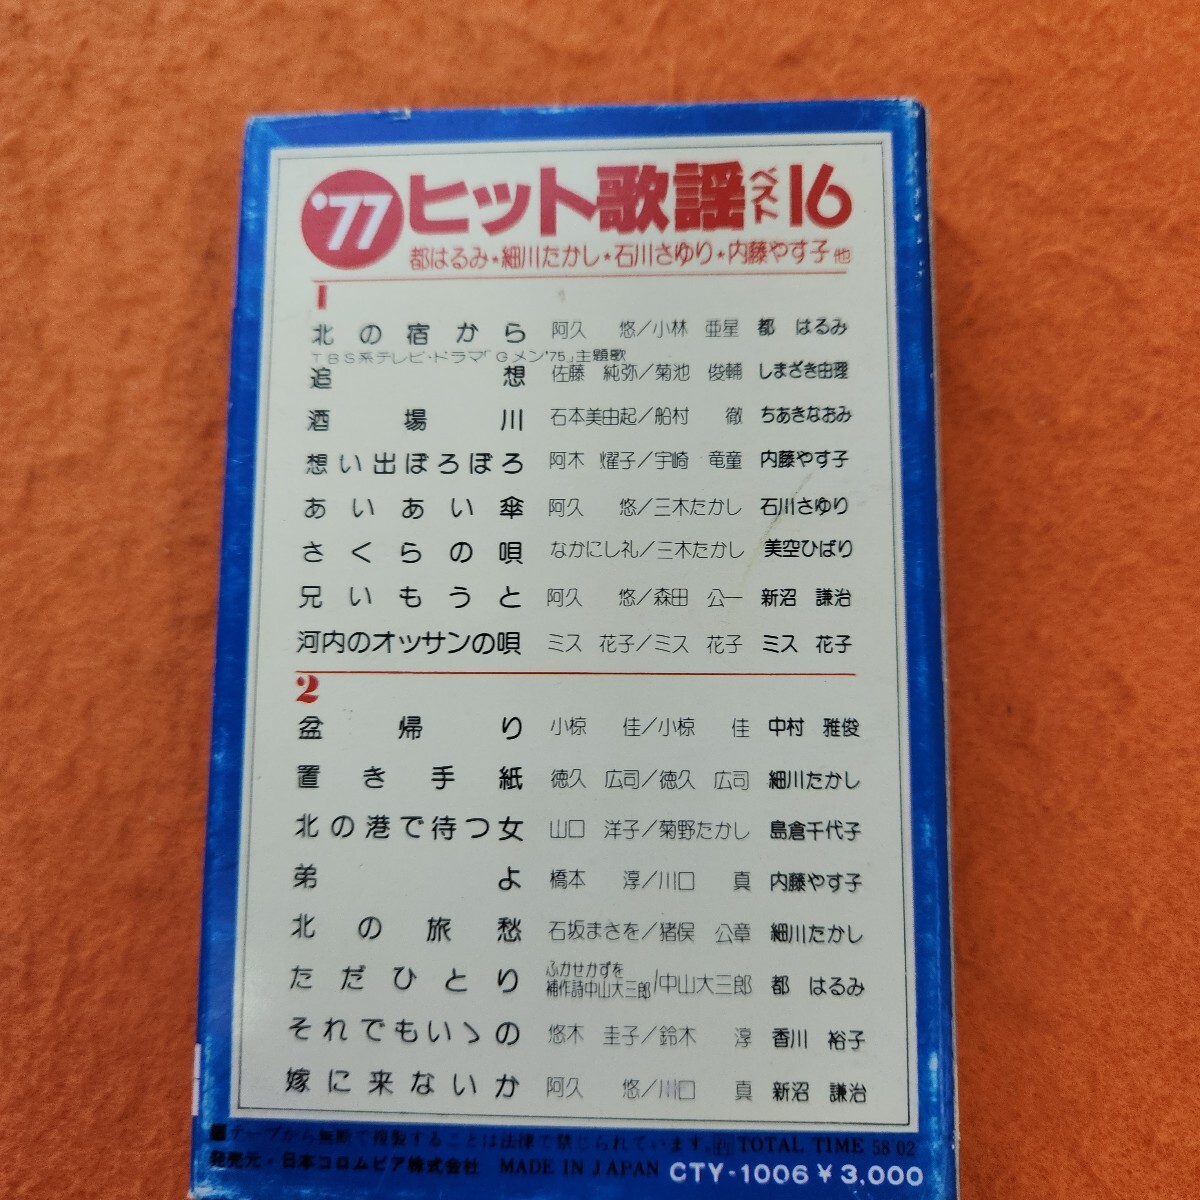 '77 ヒット歌謡 ベスト 16
都はるみ★細川たかし★石川さゆり★内藤やす子 他
1
北の宿から 阿久 悠/小林 亜星 都 はるみ
TBS系テレビ・ドラマ「Gメン'75」主題歌
追想 佐藤 純弥/菊池 俊輔 しまざき由理
酒場川 石本美由起/船村 徹 ちあきなおみ
想い出ぼろぼろ 阿木 燿子/宇崎 竜童 内藤やす子
あいあい傘 阿久 悠/三木たかし 石川さゆり
さくらの唄 なかにし礼/三木たかし 美空ひばり
兄いもうと 阿久 悠/森田 公一 新沼 謙治
河内のオッサンの唄 ミス 花子/ミス 花子 ミス 花子
2
盆帰り 小椋 佳/小椋 佳 中村 雅俊
置き手紙 徳久 広司/徳久 広司 細川たかし
北の港で待つ女 山口 洋子/菊野たかし 島倉千代子
弟よ 橋本 淳/川口 真 内藤やす子
北の旅愁 石坂まさを/猪俣 公章 細川たかし
ただひとり ふかせかずを 補作詩中山大三郎/中山大三郎 都 はるみ
それでもいゝの 悠木 圭子/鈴木 淳 香川 裕子
嫁に来ないか 阿久 悠/川口 真 新沼 謙治
テープから無断で複製することは法律で禁じられています。 TOTAL TIME 58'02
発売元・日本コロムビア株式会社 MADE IN JAPAN CTY-1006 ¥3,000